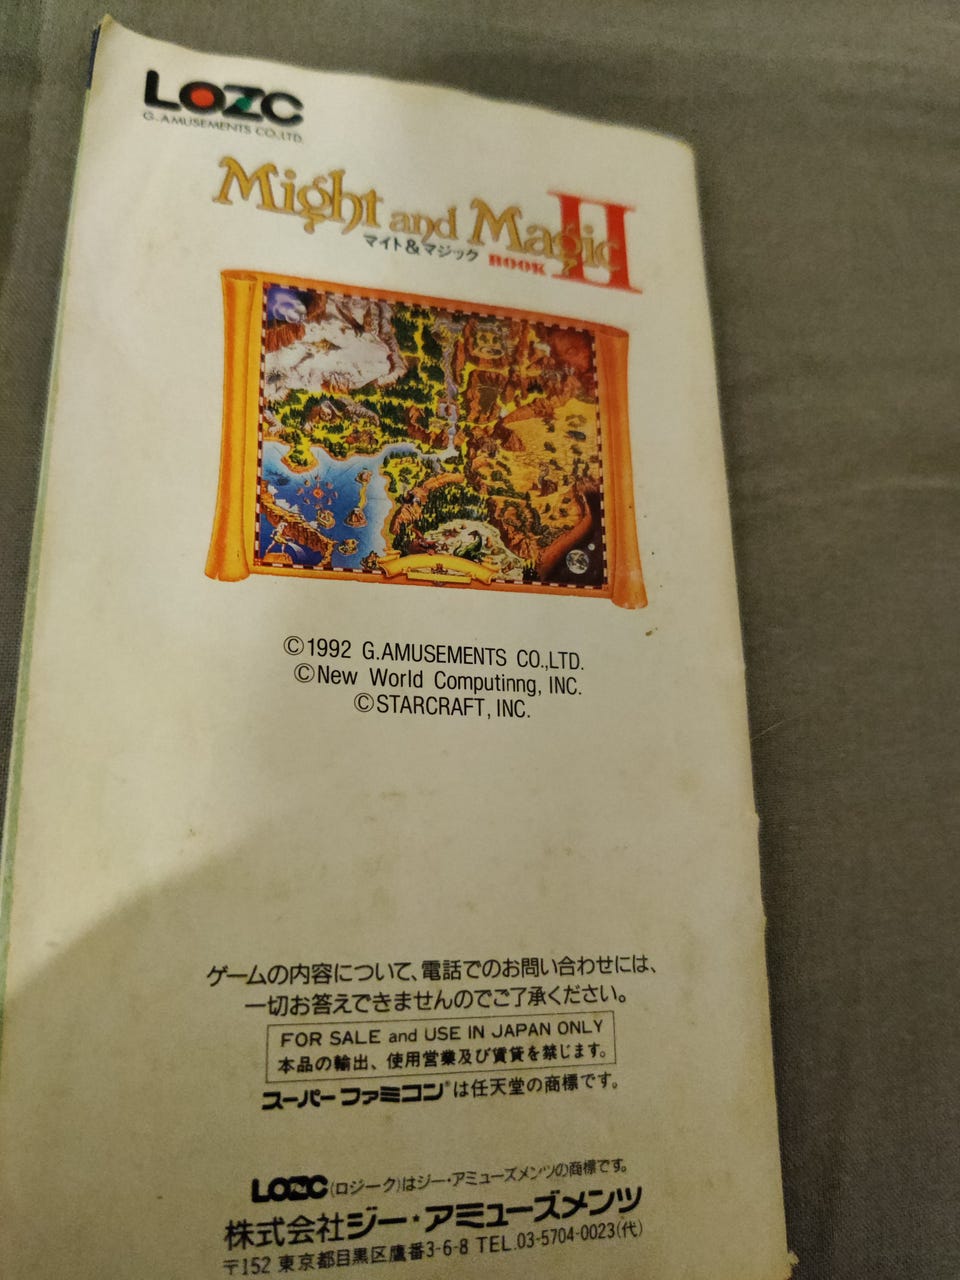 LOZC
G.AMUSEMENTS CO.,LTD.
Might and Magic II
マイト&マジック BOOK
©1992 G.AMUSEMENTS CO.,LTD.
©New World Computinng, INC.
©STARCRAFT, INC.
ゲームの内容について、電話でのお問い合わせには、
一切お答えできませんのでご了承ください。
FOR SALE and USE IN JAPAN ONLY
本品の輸出、使用営業及び賃貸を禁じます。
スーパーファミコン®は任天堂の商標です。
LOZC(ロジーク)はジー・アミューズメンツの商標です。
株式会社ジー・アミューズメンツ
〒152 東京都目黒区鷹番3-6-8 TEL.03-5704-0023(代)